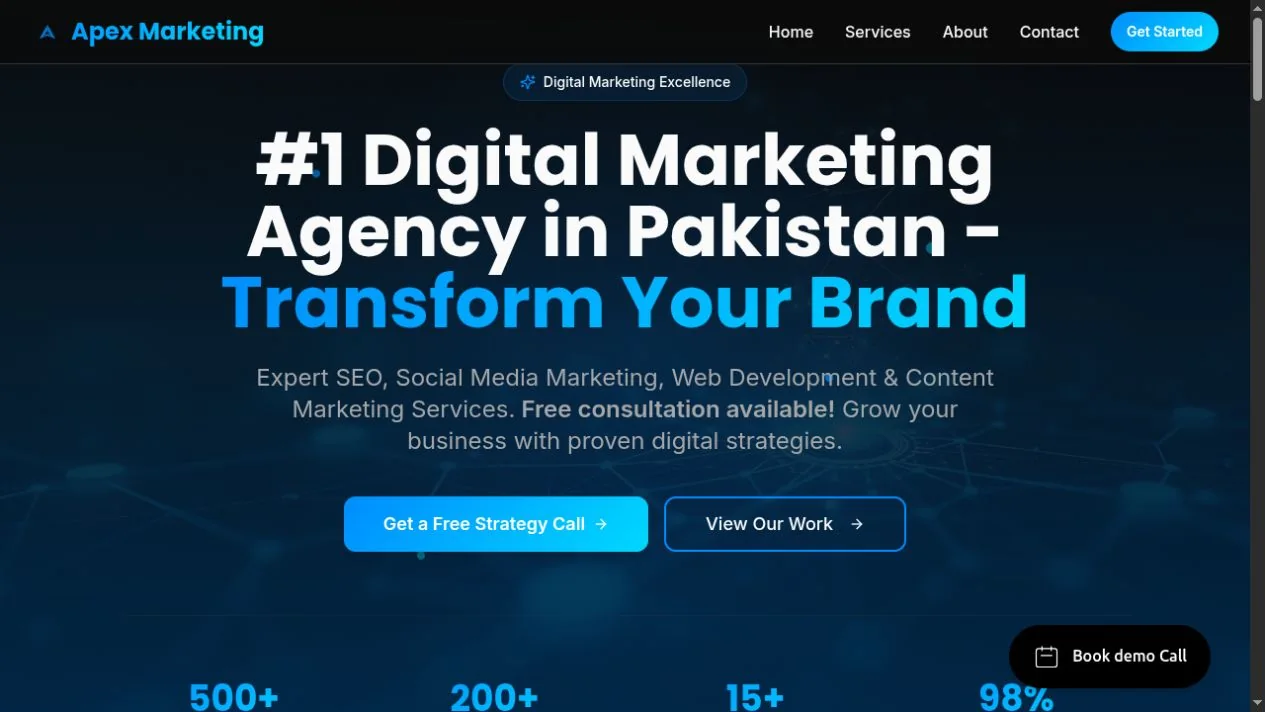 Apex Marketing
Home
Services
About
Contact
Get Started
Digital Marketing Excellence
#1 Digital Marketing
Agency in Pakistan -
Transform Your Brand
Expert SEO, Social Media Marketing, Web Development & Content
Marketing Services. Free consultation available! Grow your
business with proven digital strategies.
Get a Free Strategy Call →
View Our Work →
Book demo Call
500+
200+
15+
98%